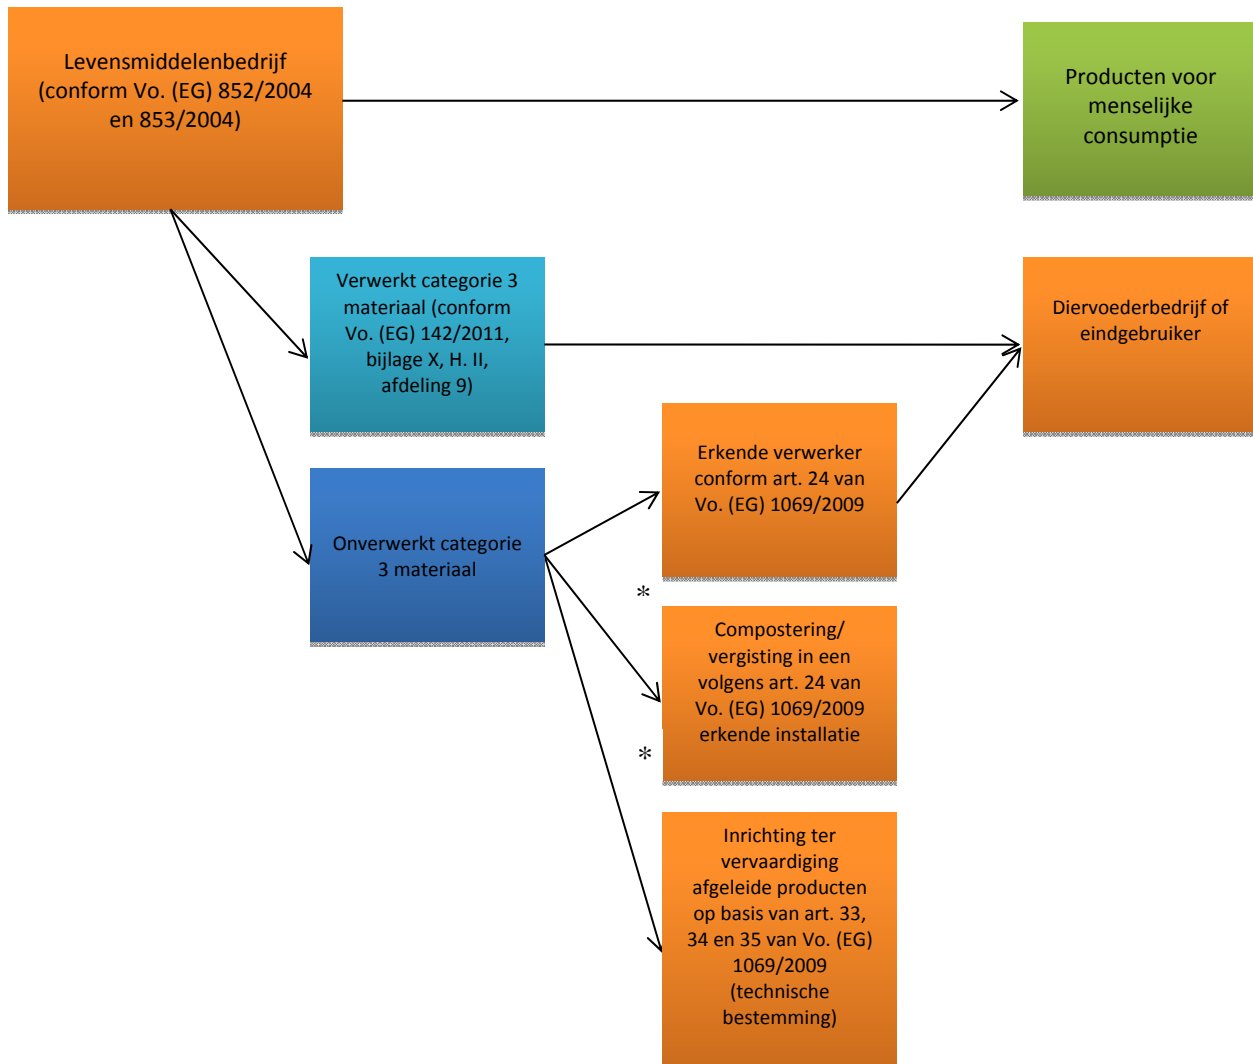 Levensmiddelenbedrijf
(conform Vo. (EG) 852/2004
en 853/2004)
Producten voor
menselijke
consumptie
Verwerkt categorie 3
materiaal (conform
Vo. (EG) 142/2011,
bijlage X, H. II,
afdeling 9)
Diervoederbedrijf of
eindgebruiker
Erkende verwerker
conform art. 24 van
Vo. (EG) 1069/2009
Onverwerkt categorie
3 materiaal
*
Compostering/
vergisting in een
volgens art. 24 van
Vo. (EG) 1069/2009
erkende installatie
*
Inrichting ter
vervaardiging
afgeleide producten
op basis van art. 33,
34 en 35 van Vo. (EG)
1069/2009
(technische
bestemming)